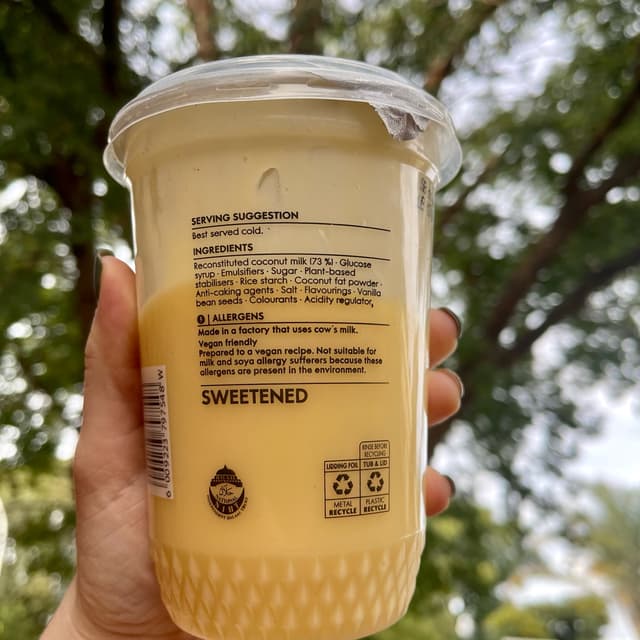 SERVING SUGGESTION
Best served cold.
INGREDIENTS
Reconstituted coconut milk (73 %) · Glucose
syrup · Emulsifiers · Sugar · Plant-based
stabilisers · Rice starch · Coconut fat powder ·
Anti-caking agents · Salt · Flavourings · Vanilla
bean seeds · Colourants · Acidity regulator,
ALLERGENS
Made in a factory that uses cow's milk.
Vegan friendly
Prepared to a vegan recipe. Not suitable for
milk and soya allergy sufferers because these
allergens are present in the environment.
SWEETENED
RINSE BEFORE
RECYCLING
LIDDING FOIL
TUB & LID
METAL
RECYCLE
PLASTIC
RECYCLE